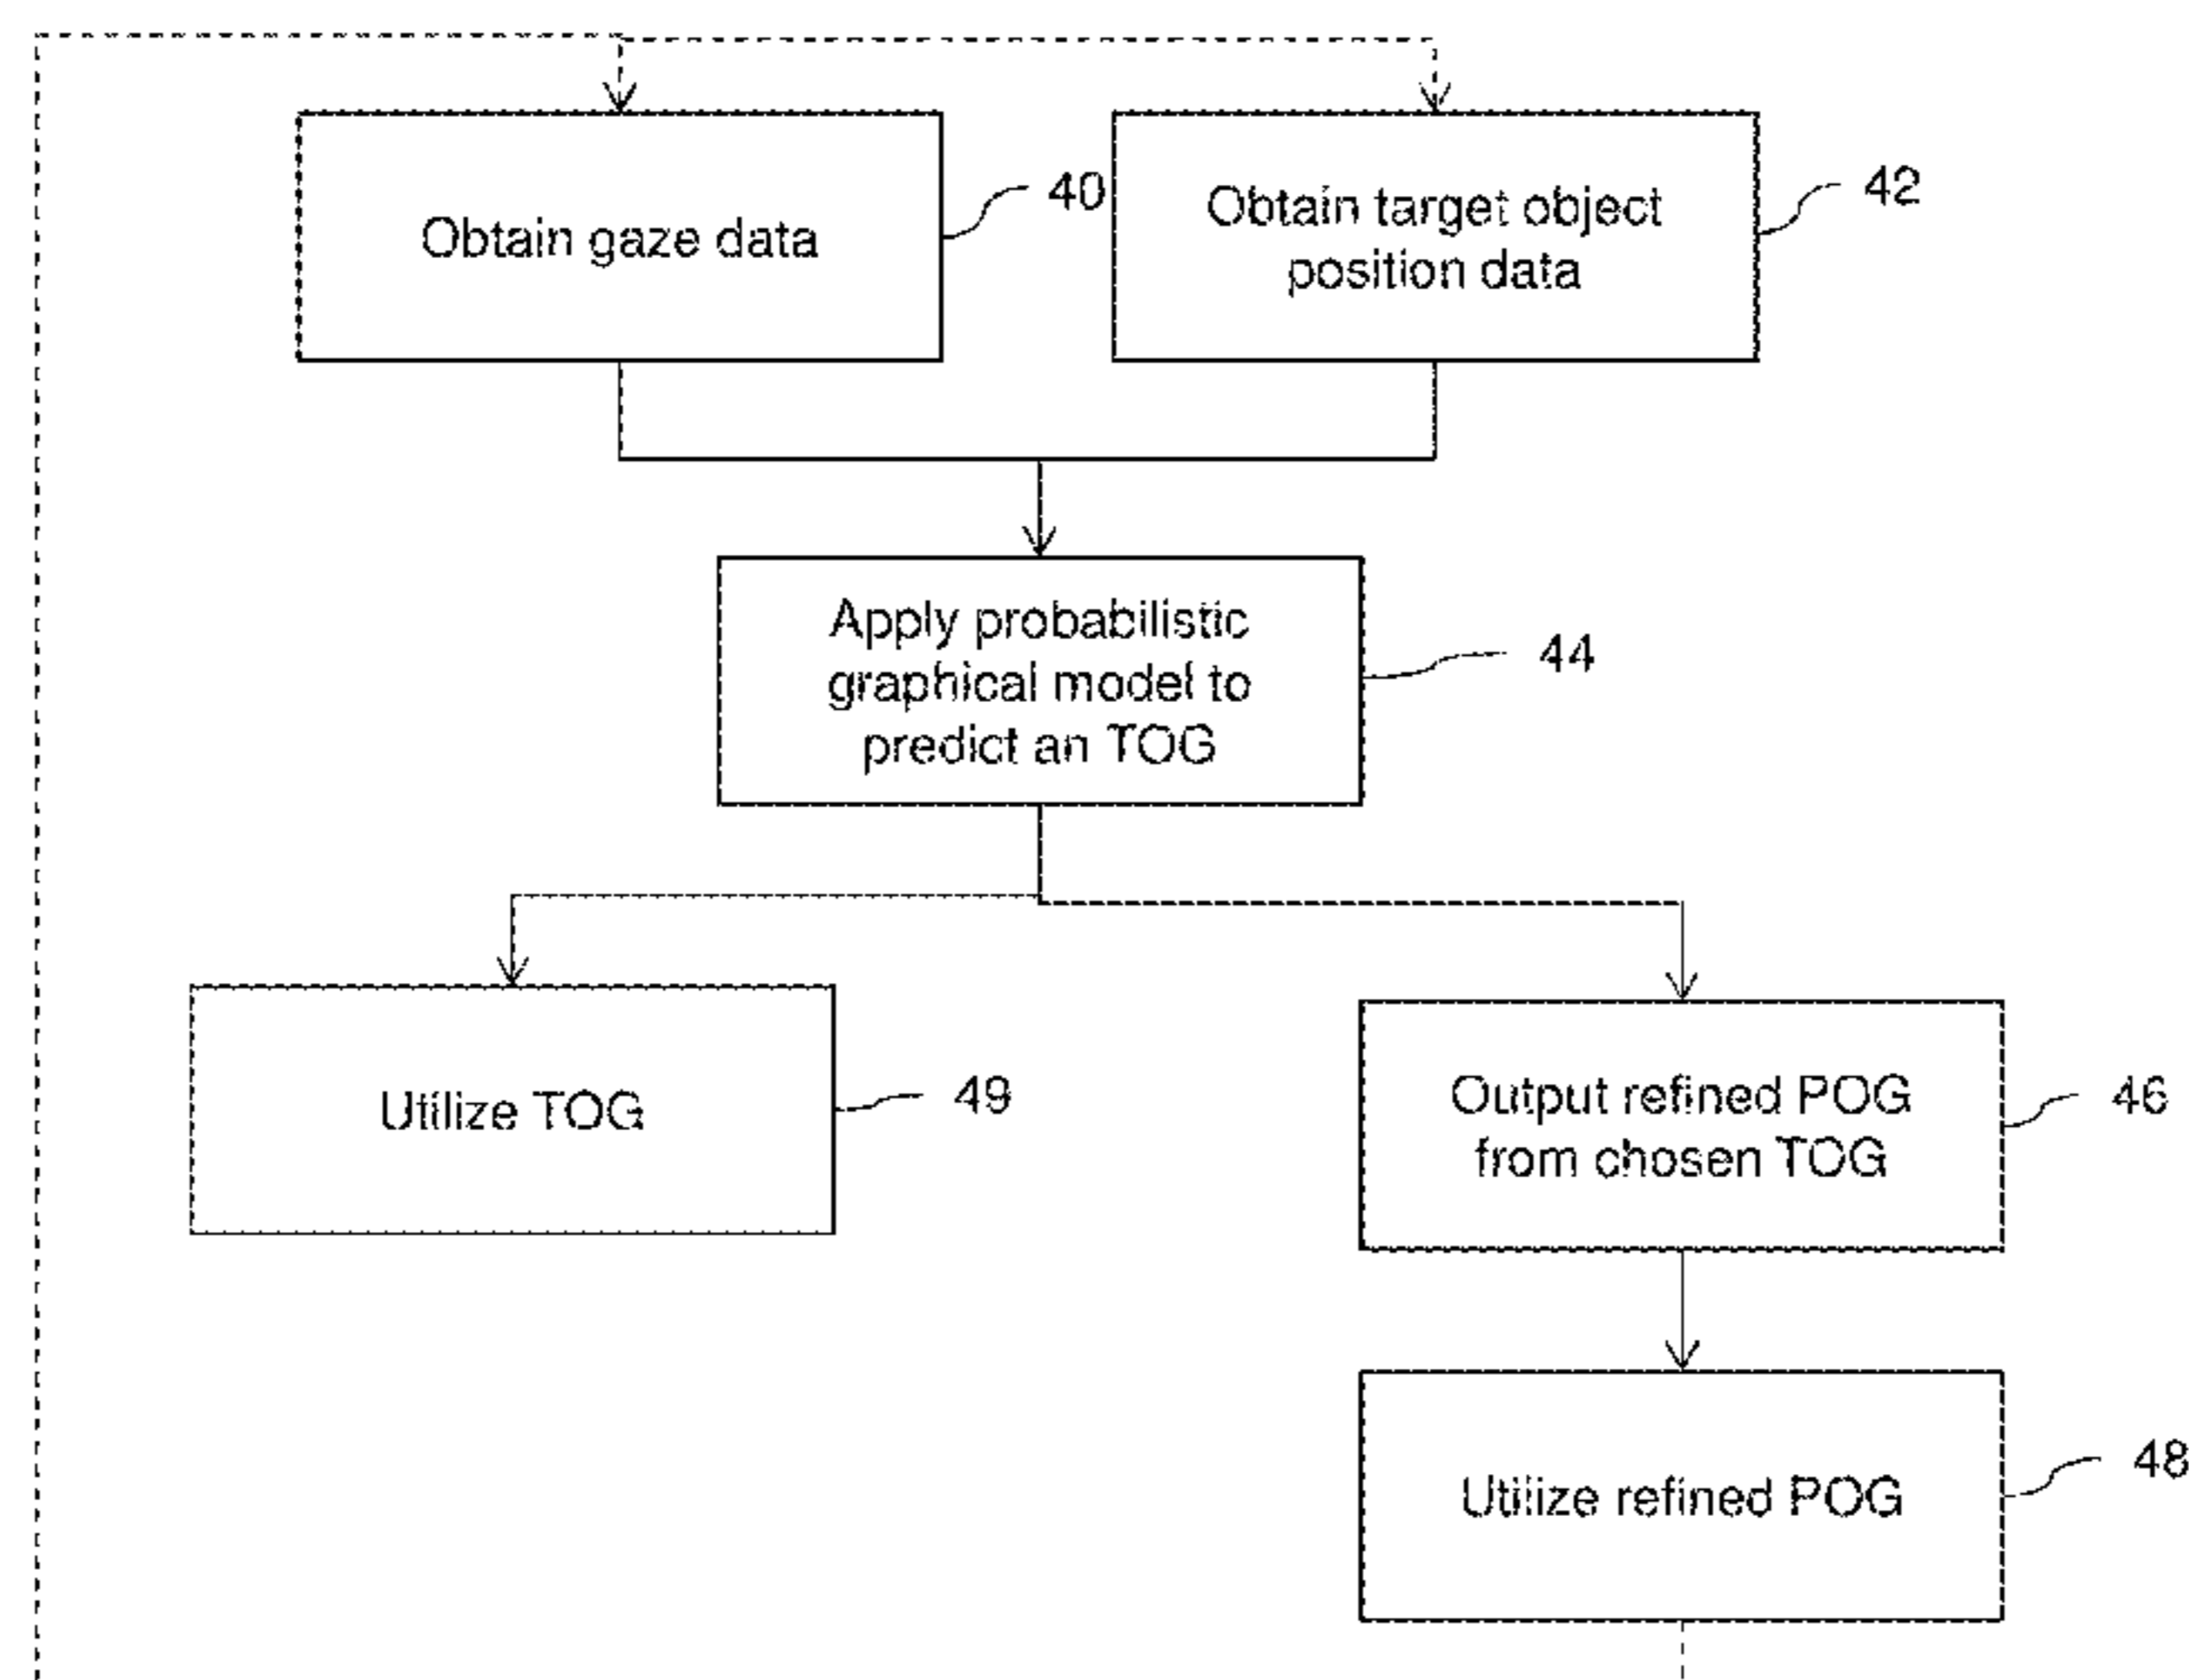 Obtain gaze data
40
Obtain target object
position data
42
Apply probabilistic
graphical model to
predict an TOG
44
Utilize TOG
49
Output refined POG
from chosen TOG
46
Utilize refined POG
48